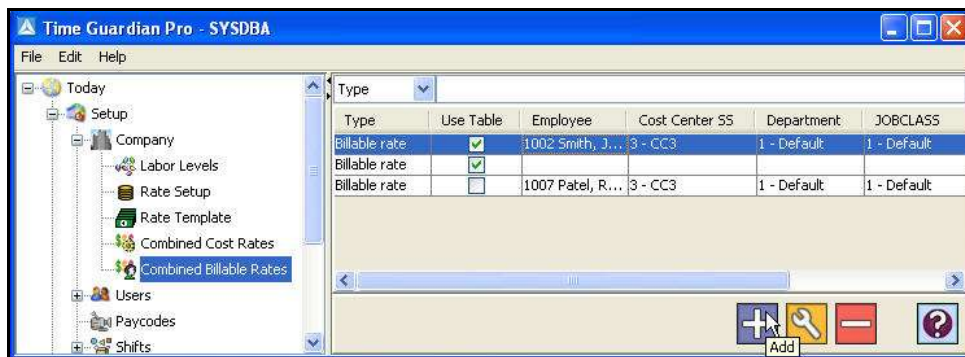 Time Guardian Pro - SYSDBA
File Edit Help
Today
Setup
Company
Labor Levels
Rate Setup
Rate Template
Combined Cost Rates
Combined Billable Rates
Users
Paycodes
Shifts
Type
Type Use Table Employee Cost Center SS Department JOBCLASS
Billable rate 1002 Smith, J... 3 - CC3 1 - Default 1 - Default
Billable rate
Billable rate 1007 Patel, R... 3 - CC3 1 - Default 1 - Default
Add